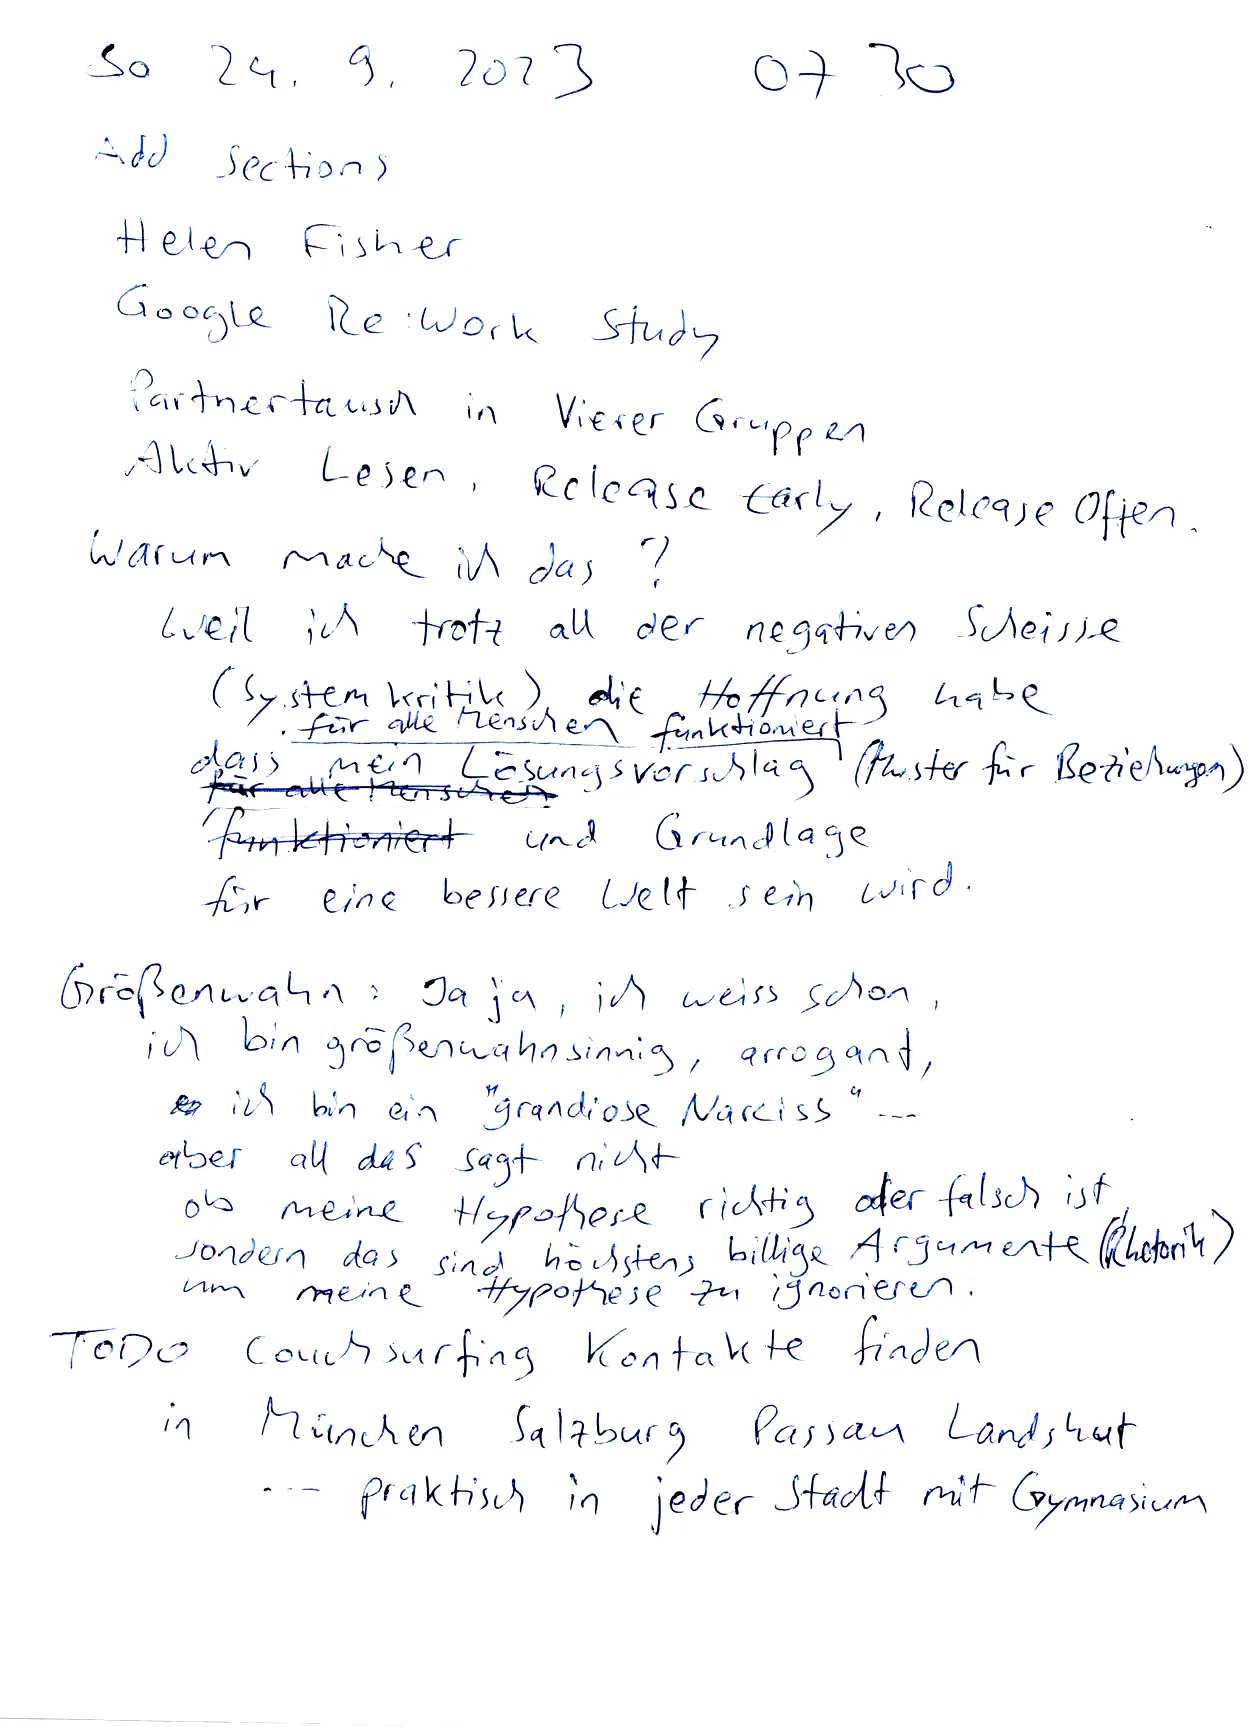 So 24. 9. 2023 07 30
Add Sections
Helen Fisher
Google Re:Work Study
Partnertausch in Vierer Gruppen
Aktiv Lesen, Release Early, Release Often.
Warum mache ich das ?
Weil ich trotz all der negativen Scheisse
(Systemkritik) die Hoffnung habe
für alle Menschen funktioniert
dass mein Lösungsvorschlag (Muster für Beziehungen)
für alle Menschen
funktioniert und Grundlage
für eine bessere Welt sein wird.
Größenwahn: Ja ja, ich weiss schon,
ich bin größenwahnsinnig, arrogant,
ich bin ein "grandiose Narciss" ...
aber all das sagt nicht
ob meine Hypothese richtig oder falsch ist,
sondern das sind höchstens billige Argumente (Rhetorik)
um meine Hypothese zu ignorieren.
TODO Couchsurfing Kontakte finden
in München Salzburg Passau Landshut
... praktisch in jeder Stadt mit Gymnasium